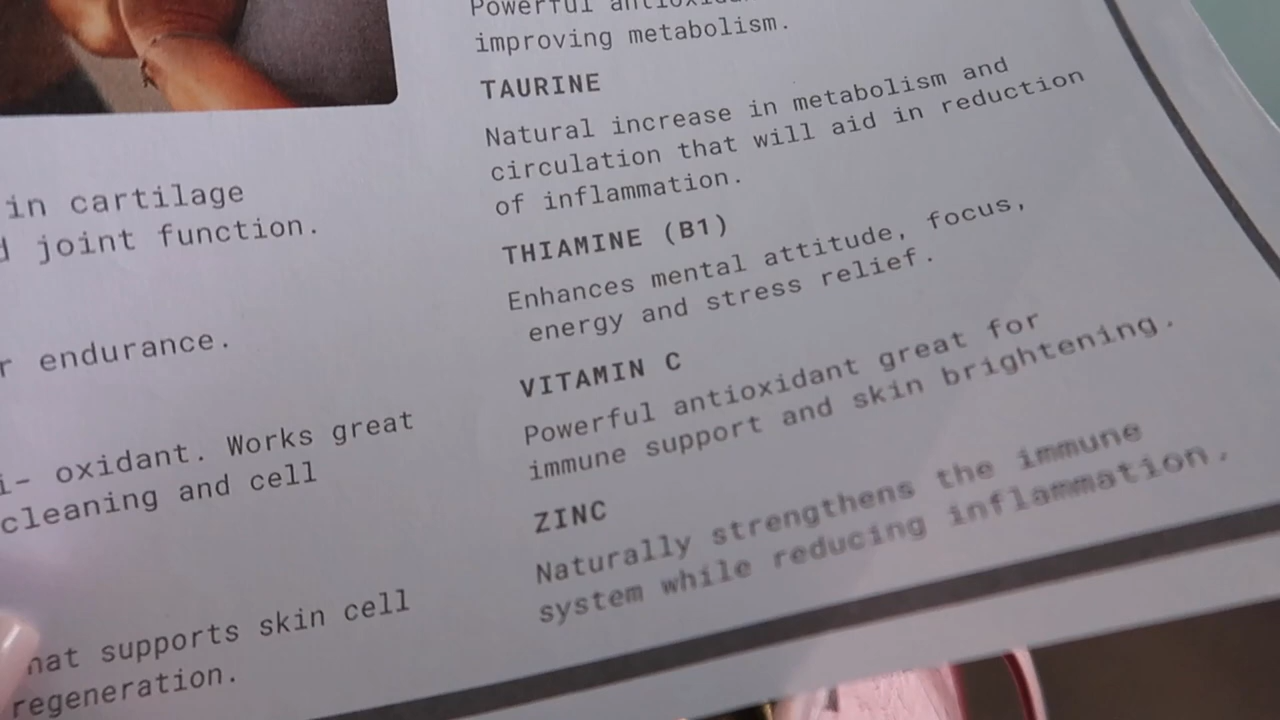 in cartilage
joint function.
endurance.
oxidant. Works great
cleaning and cell
supports skin cell
regeneration.
Powerful
improving metabolism.
TAURINE
Natural increase in metabolism and
circulation that will aid in reduction
of inflammation.
THIAMINE (B1)
Enhances mental attitude, focus,
energy and stress relief.
VITAMIN C
Powerful antioxidant great for
immune support and skin brightening.
ZINC
Naturally strengthens the immune
system while reducing inflammation.